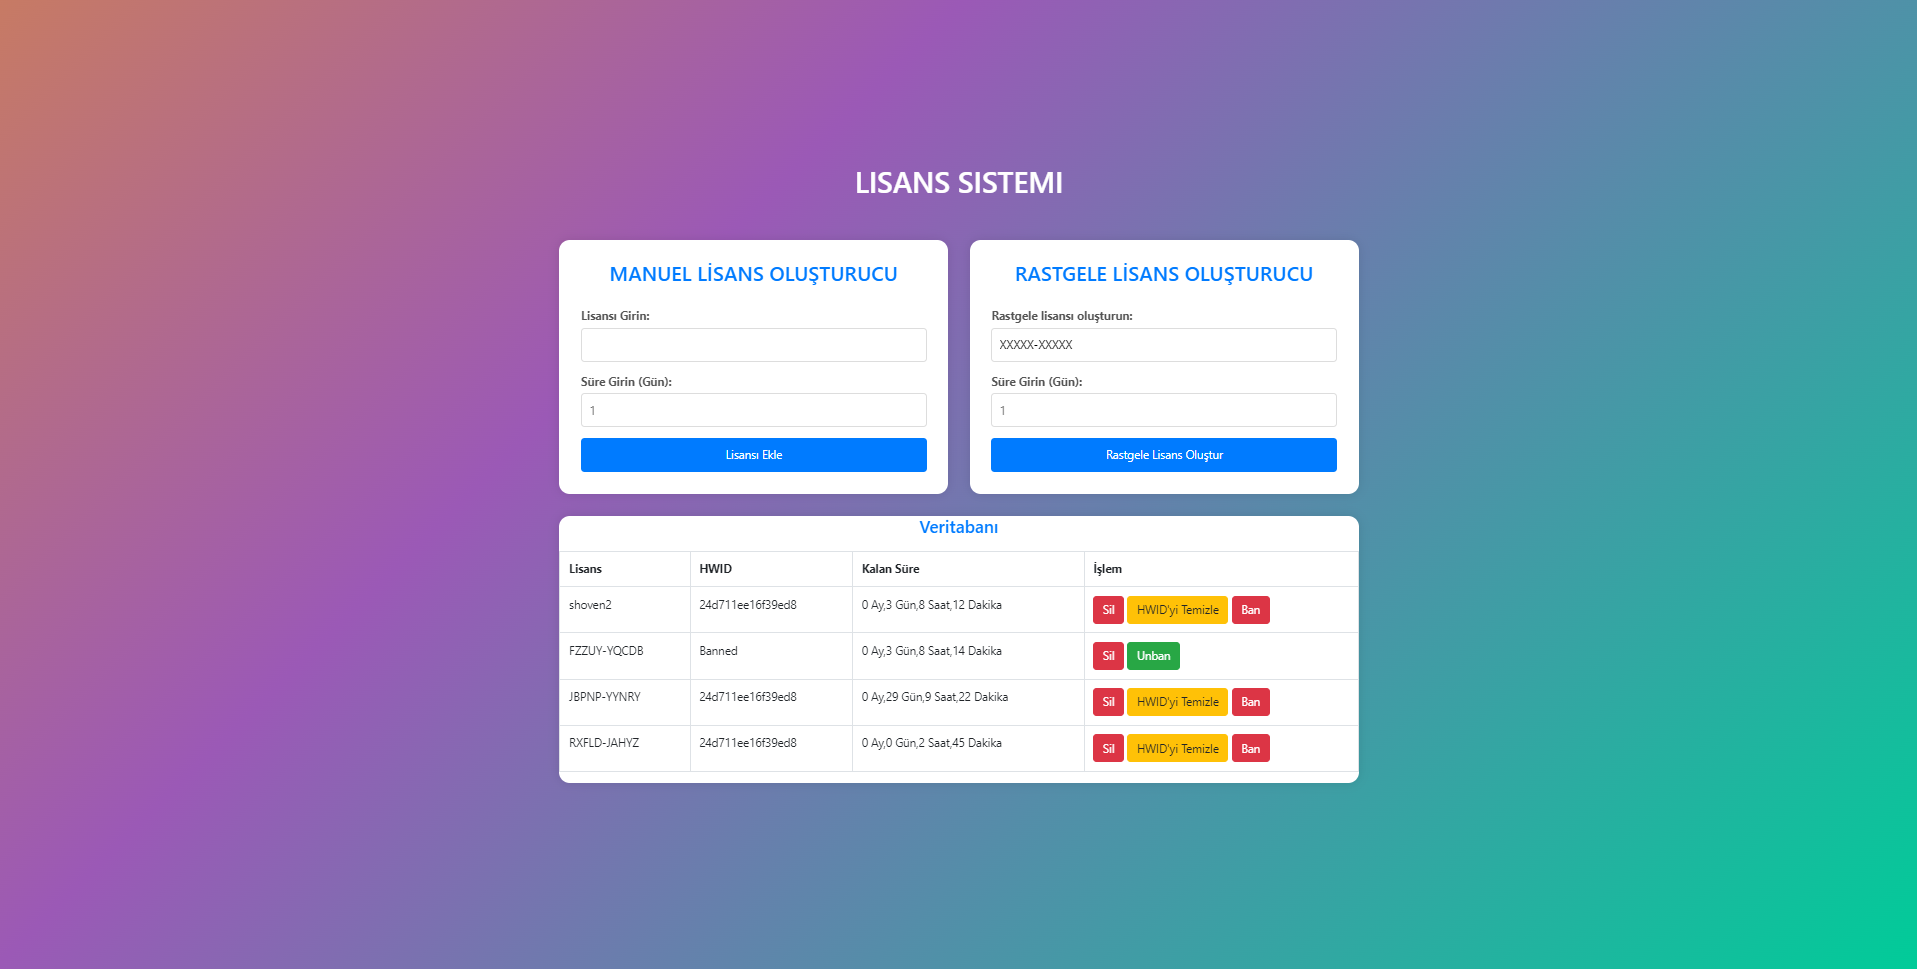 LISANS SISTEMI
MANUEL LİSANS OLUŞTURUCU
Lisansı Girin:
Süre Girin (Gün):
1
Lisansı Ekle
RASTGELE LİSANS OLUŞTURUCU
Rastgele lisansı oluşturun:
XXXXX-XXXXX
Süre Girin (Gün):
1
Rastgele Lisans Oluştur
Veritabanı
Lisans HWID Kalan Süre İşlem
shoven2 24d711ee16f39ed8 0 Ay,3 Gün,8 Saat,12 Dakika Sil HWID'yi Temizle Ban
FZZUY-YQCDB Banned 0 Ay,3 Gün,8 Saat,14 Dakika Sil Unban
JBPNP-YYNRY 24d711ee16f39ed8 0 Ay,29 Gün,9 Saat,22 Dakika Sil HWID'yi Temizle Ban
RXFLD-JAHYZ 24d711ee16f39ed8 0 Ay,0 Gün,2 Saat,45 Dakika Sil HWID'yi Temizle Ban